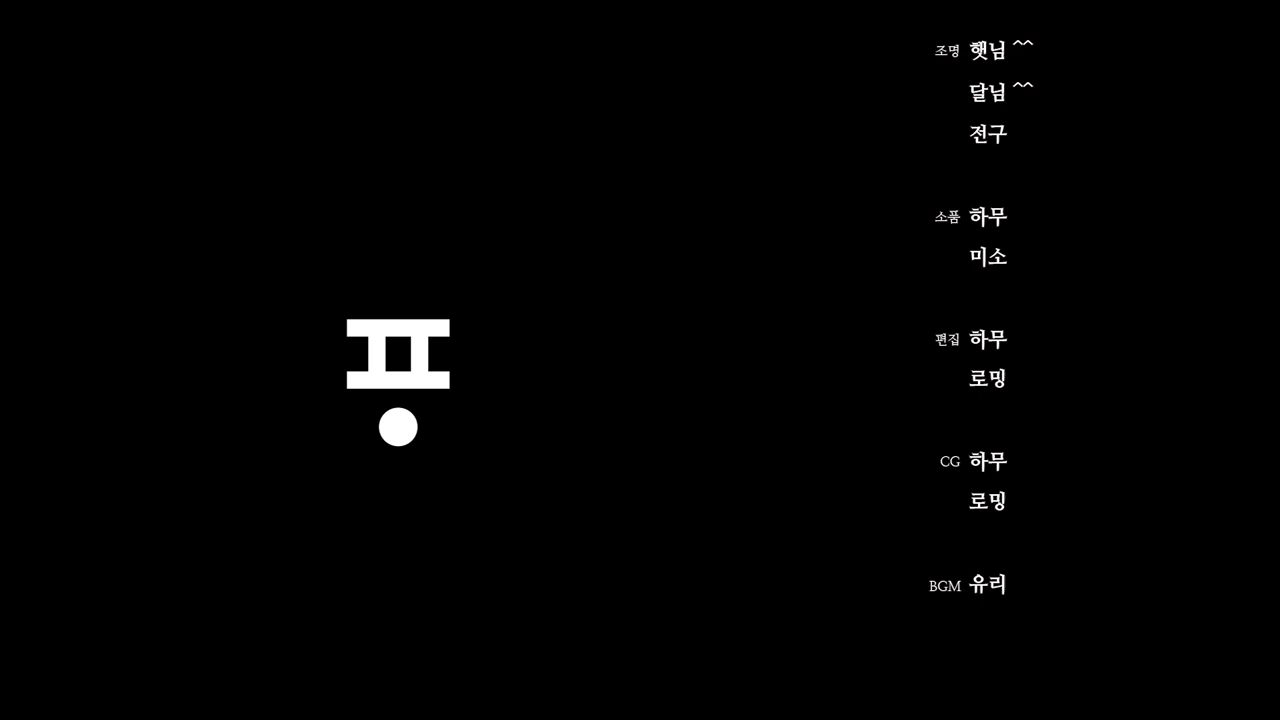 조명 햇님 ^^
달님 ^^
전구
소품 하무
미소
편집 하무
로밍
CG 하무
로밍
BGM 유리